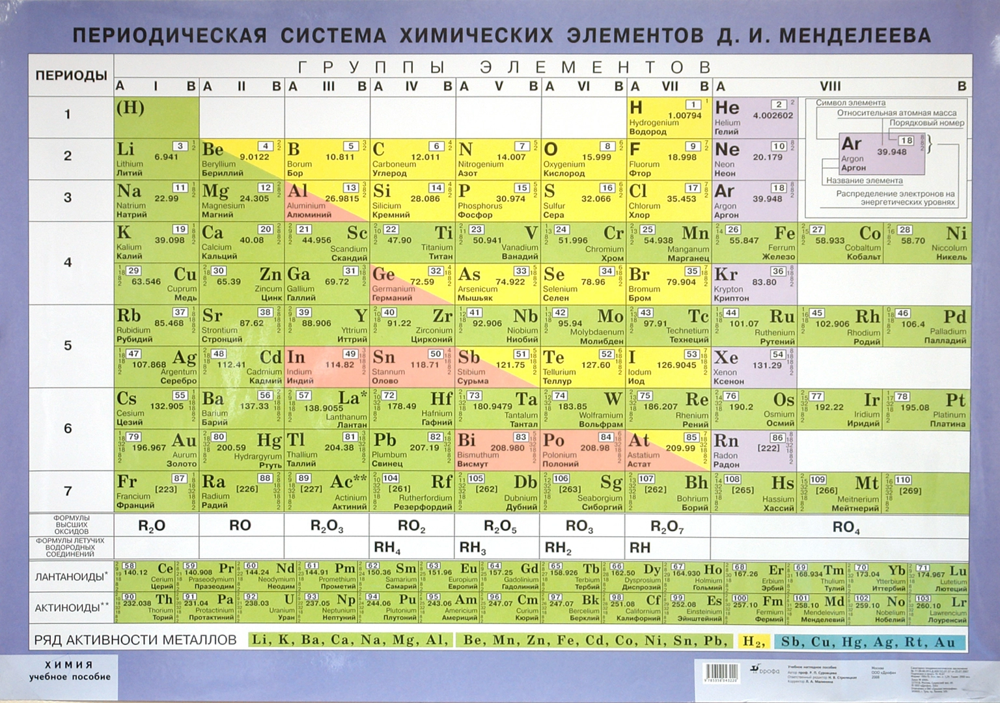 ПЕРИОДИЧЕСКАЯ СИСТЕМА ХИМИЧЕСКИХ ЭЛЕМЕНТОВ Д. И. МЕНДЕЛЕЕВА
ПЕРИОДЫ
ГРУППЫ ЭЛЕМЕНТОВ
A I B A II B A III B A IV B A V B A VI B A VII B A VIII B
1
(H)
H 1 1.00794 Hydrogenium Водород
He 2 4.002602 Helium Гелий
Символ элемента
Относительная атомная масса
Порядковый номер
Ar 18 39.948 Argon Аргон
Название элемента
Распределение электронов на
энергетических уровнях
2
Li 3 6.941 Lithium Литий
Be 4 9.0122 Beryllium Бериллий
B 5 10.811 Borum Бор
C 6 12.011 Carboneum Углерод
N 7 14.007 Nitrogenium Азот
O 8 15.999 Oxygenium Кислород
F 9 18.998 Fluorum Фтор
Ne 10 20.179 Neon Неон
3
Na 11 22.99 Natrium Натрий
Mg 12 24.305 Magnesium Магний
Al 13 26.9815 Aluminium Алюминий
Si 14 28.086 Silicium Кремний
P 15 30.974 Phosphorus Фосфор
S 16 32.066 Sulfur Сера
Cl 17 35.453 Chlorum Хлор
Ar 18 39.948 Argon Аргон
4
K 19 39.098 Kalium Калий
Ca 20 40.08 Calcium Кальций
21 Sc 44.956 Scandium Скандий
22 Ti 47.90 Titanium Титан
23 V 50.941 Vanadium Ванадий
24 Cr 51.996 Chromium Хром
25 Mn 54.938 Manganum Марганец
26 Fe 55.847 Ferrum Железо
27 Co 58.933 Cobaltum Кобальт
28 Ni 58.70 Niccolum Никель
29 Cu 63.546 Cuprum Медь
30 Zn 65.39 Zincum Цинк
Ga 31 69.72 Gallium Галлий
Ge 32 72.59 Germanium Германий
As 33 74.922 Arsenicum Мышьяк
Se 34 78.96 Selenium Селен
Br 35 79.904 Bromum Бром
Kr 36 83.80 Krypton Криптон
5
Rb 37 85.468 Rubidium Рубидий
Sr 38 87.62 Strontium Стронций
39 Y 88.906 Yttrium Иттрий
40 Zr 91.22 Zirconium Цирконий
41 Nb 92.906 Niobium Ниобий
42 Mo 95.94 Molybdaenum Молибден
43 Tc 97.91 Technetium Технеций
44 Ru 101.07 Ruthenium Рутений
45 Rh 102.906 Rhodium Родий
46 Pd 106.4 Palladium Палладий
47 Ag 107.868 Argentum Серебро
48 Cd 112.41 Cadmium Кадмий
In 49 114.82 Indium Индий
Sn 50 118.71 Stannum Олово
Sb 51 121.75 Stibium Сурьма
Te 52 127.60 Tellurium Теллур
I 53 126.9045 Iodum Иод
Xe 54 131.29 Xenon Ксенон
6
Cs 55 132.905 Cesium Цезий
Ba 56 137.33 Barium Барий
57 La* 138.9055 Lanthanum Лантан
72 Hf 178.49 Hafnium Гафний
73 Ta 180.9479 Tantalum Тантал
74 W 183.85 Wolframium Вольфрам
75 Re 186.207 Rhenium Рений
76 Os 190.2 Osmium Осмий
77 Ir 192.22 Iridium Иридий
78 Pt 195.08 Platinum Платина
79 Au 196.967 Aurum Золото
80 Hg 200.59 Hydrargyrum Ртуть
Tl 81 204.38 Thallium Таллий
Pb 82 207.19 Plumbum Свинец
Bi 83 208.980 Bismuthum Висмут
Po 84 208.98 Polonium Полоний
At 85 209.99 Astatium Астат
Rn 86 [222] Radon Радон
7
Fr 87 [223] Francium Франций
Ra 88 [226] Radium Радий
89 Ac** [227] Actinium Актиний
104 Rf [261] Rutherfordium Резерфордий
105 Db [262] Dubnium Дубний
106 Sg [263] Seaborgium Сиборгий
107 Bh [262] Bohrium Борий
108 Hs [265] Hassium Хассий
109 Mt [266] Meitnerium Мейтнерий
110 [269]
ФОРМУЛЫ
ВЫСШИХ
ОКСИДОВ
R₂O RO R₂O₃ RO₂ R₂O₅ RO₃ R₂O₇ RO₄
ФОРМУЛЫ ЛЕТУЧИХ
ВОДОРОДНЫХ
СОЕДИНЕНИЙ
RH₄ RH₃ RH₂ RH
ЛАНТАНОИДЫ*
58 Ce 140.12 Cerium Церий
59 Pr 140.908 Praseodymium Празеодим
60 Nd 144.24 Neodymium Неодим
61 Pm 144.91 Promethium Прометий
62 Sm 150.36 Samarium Самарий
63 Eu 151.96 Europium Европий
64 Gd 157.25 Gadolinium Гадолиний
65 Tb 158.926 Terbium Тербий
66 Dy 162.50 Dysprosium Диспрозий
67 Ho 164.930 Holmium Гольмий
68 Er 167.26 Erbium Эрбий
69 Tm 168.934 Thulium Тулий
70 Yb 173.04 Ytterbium Иттербий
71 Lu 174.967 Lutetium Лютеций
АКТИНОИДЫ**
90 Th 232.038 Thorium Торий
91 Pa 231.04 Protactinium Протактиний
92 U 238.03 Uranium Уран
93 Np 237.05 Neptunium Нептуний
94 Pu 244.06 Plutonium Плутоний
95 Am 243.06 Americium Америций
96 Cm 247.07 Curium Кюрий
97 Bk 247.07 Bercelium Берклий
98 Cf 251.08 Californium Калифорний
99 Es 252.08 Einsteinium Эйнштейний
100 Fm 257.10 Fermium Фермий
101 Md 258.10 Mendelevium Менделевий
102 No 259.10 Nobelium Нобелий
103 Lr 260.10 Lawrencium Лоуренсий
РЯД АКТИВНОСТИ МЕТАЛЛОВ Li, K, Ba, Ca, Na, Mg, Al, Be, Mn, Zn, Fe, Cd, Co, Ni, Sn, Pb, H₂, Sb, Cu, Hg, Ag, Rt, Au
ХИМИЯ
учебное пособие
дрофа
Учебное наглядное пособие
Москва
ООО «Дрофа»
2008